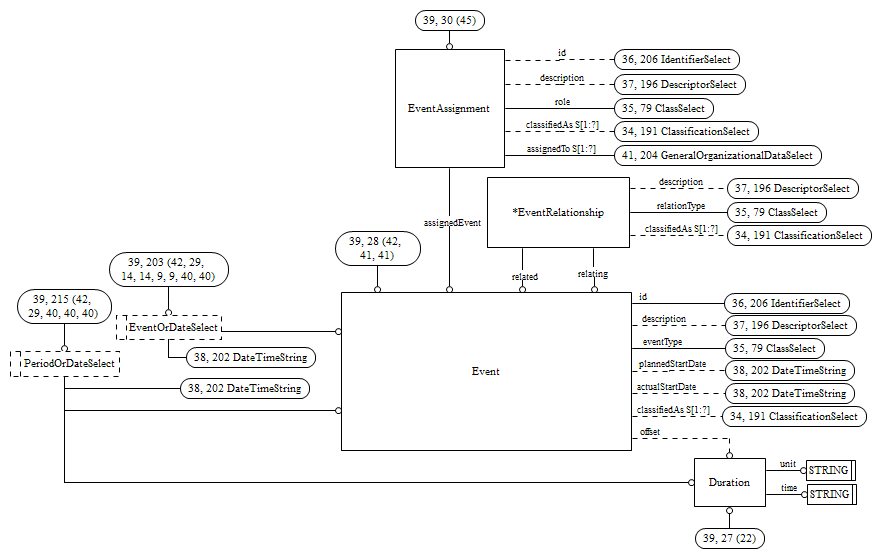 39, 30 (45)
id
36, 206 IdentifierSelect
description
37, 196 DescriptorSelect
EventAssignment
role
35, 79 ClassSelect
classifiedAs S[1:?]
34, 191 ClassificationSelect
assignedTo S[1:?]
41, 204 GeneralOrganizationalDataSelect
description
37, 196 DescriptorSelect
*EventRelationship
relationType
35, 79 ClassSelect
classifiedAs S[1:?]
34, 191 ClassificationSelect
assignedEvent
39, 28 (42,
41, 41)
related
relating
39, 203 (42, 29,
14, 14, 9, 9, 40, 40)
39, 215 (42,
29, 40, 40, 40)
EventOrDateSelect
38, 202 DateTimeString
PeriodOrDateSelect
38, 202 DateTimeString
Event
id
36, 206 IdentifierSelect
description
37, 196 DescriptorSelect
eventType
35, 79 ClassSelect
plannedStartDate
38, 202 DateTimeString
actualStartDate
38, 202 DateTimeString
classifiedAs S[1:?]
34, 191 ClassificationSelect
offset
Duration
unit
STRING
time
STRING
39, 27 (22)